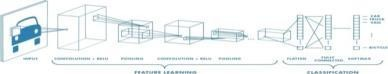 CAR
TRUCK
VAN
BICYCLE
INPUT
CONVOLUTION + RELU
POOLING
CONVOLUTION + RELU
POOLING
FLATTEN
FULLY
CONNECTED
SOFTMAX
FEATURE LEARNING
CLASSIFICATION